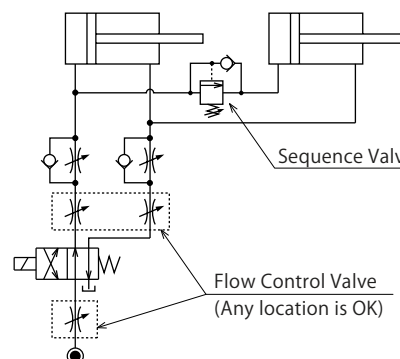 Sequence Valv
Flow Control Valve
(Any location is OK)